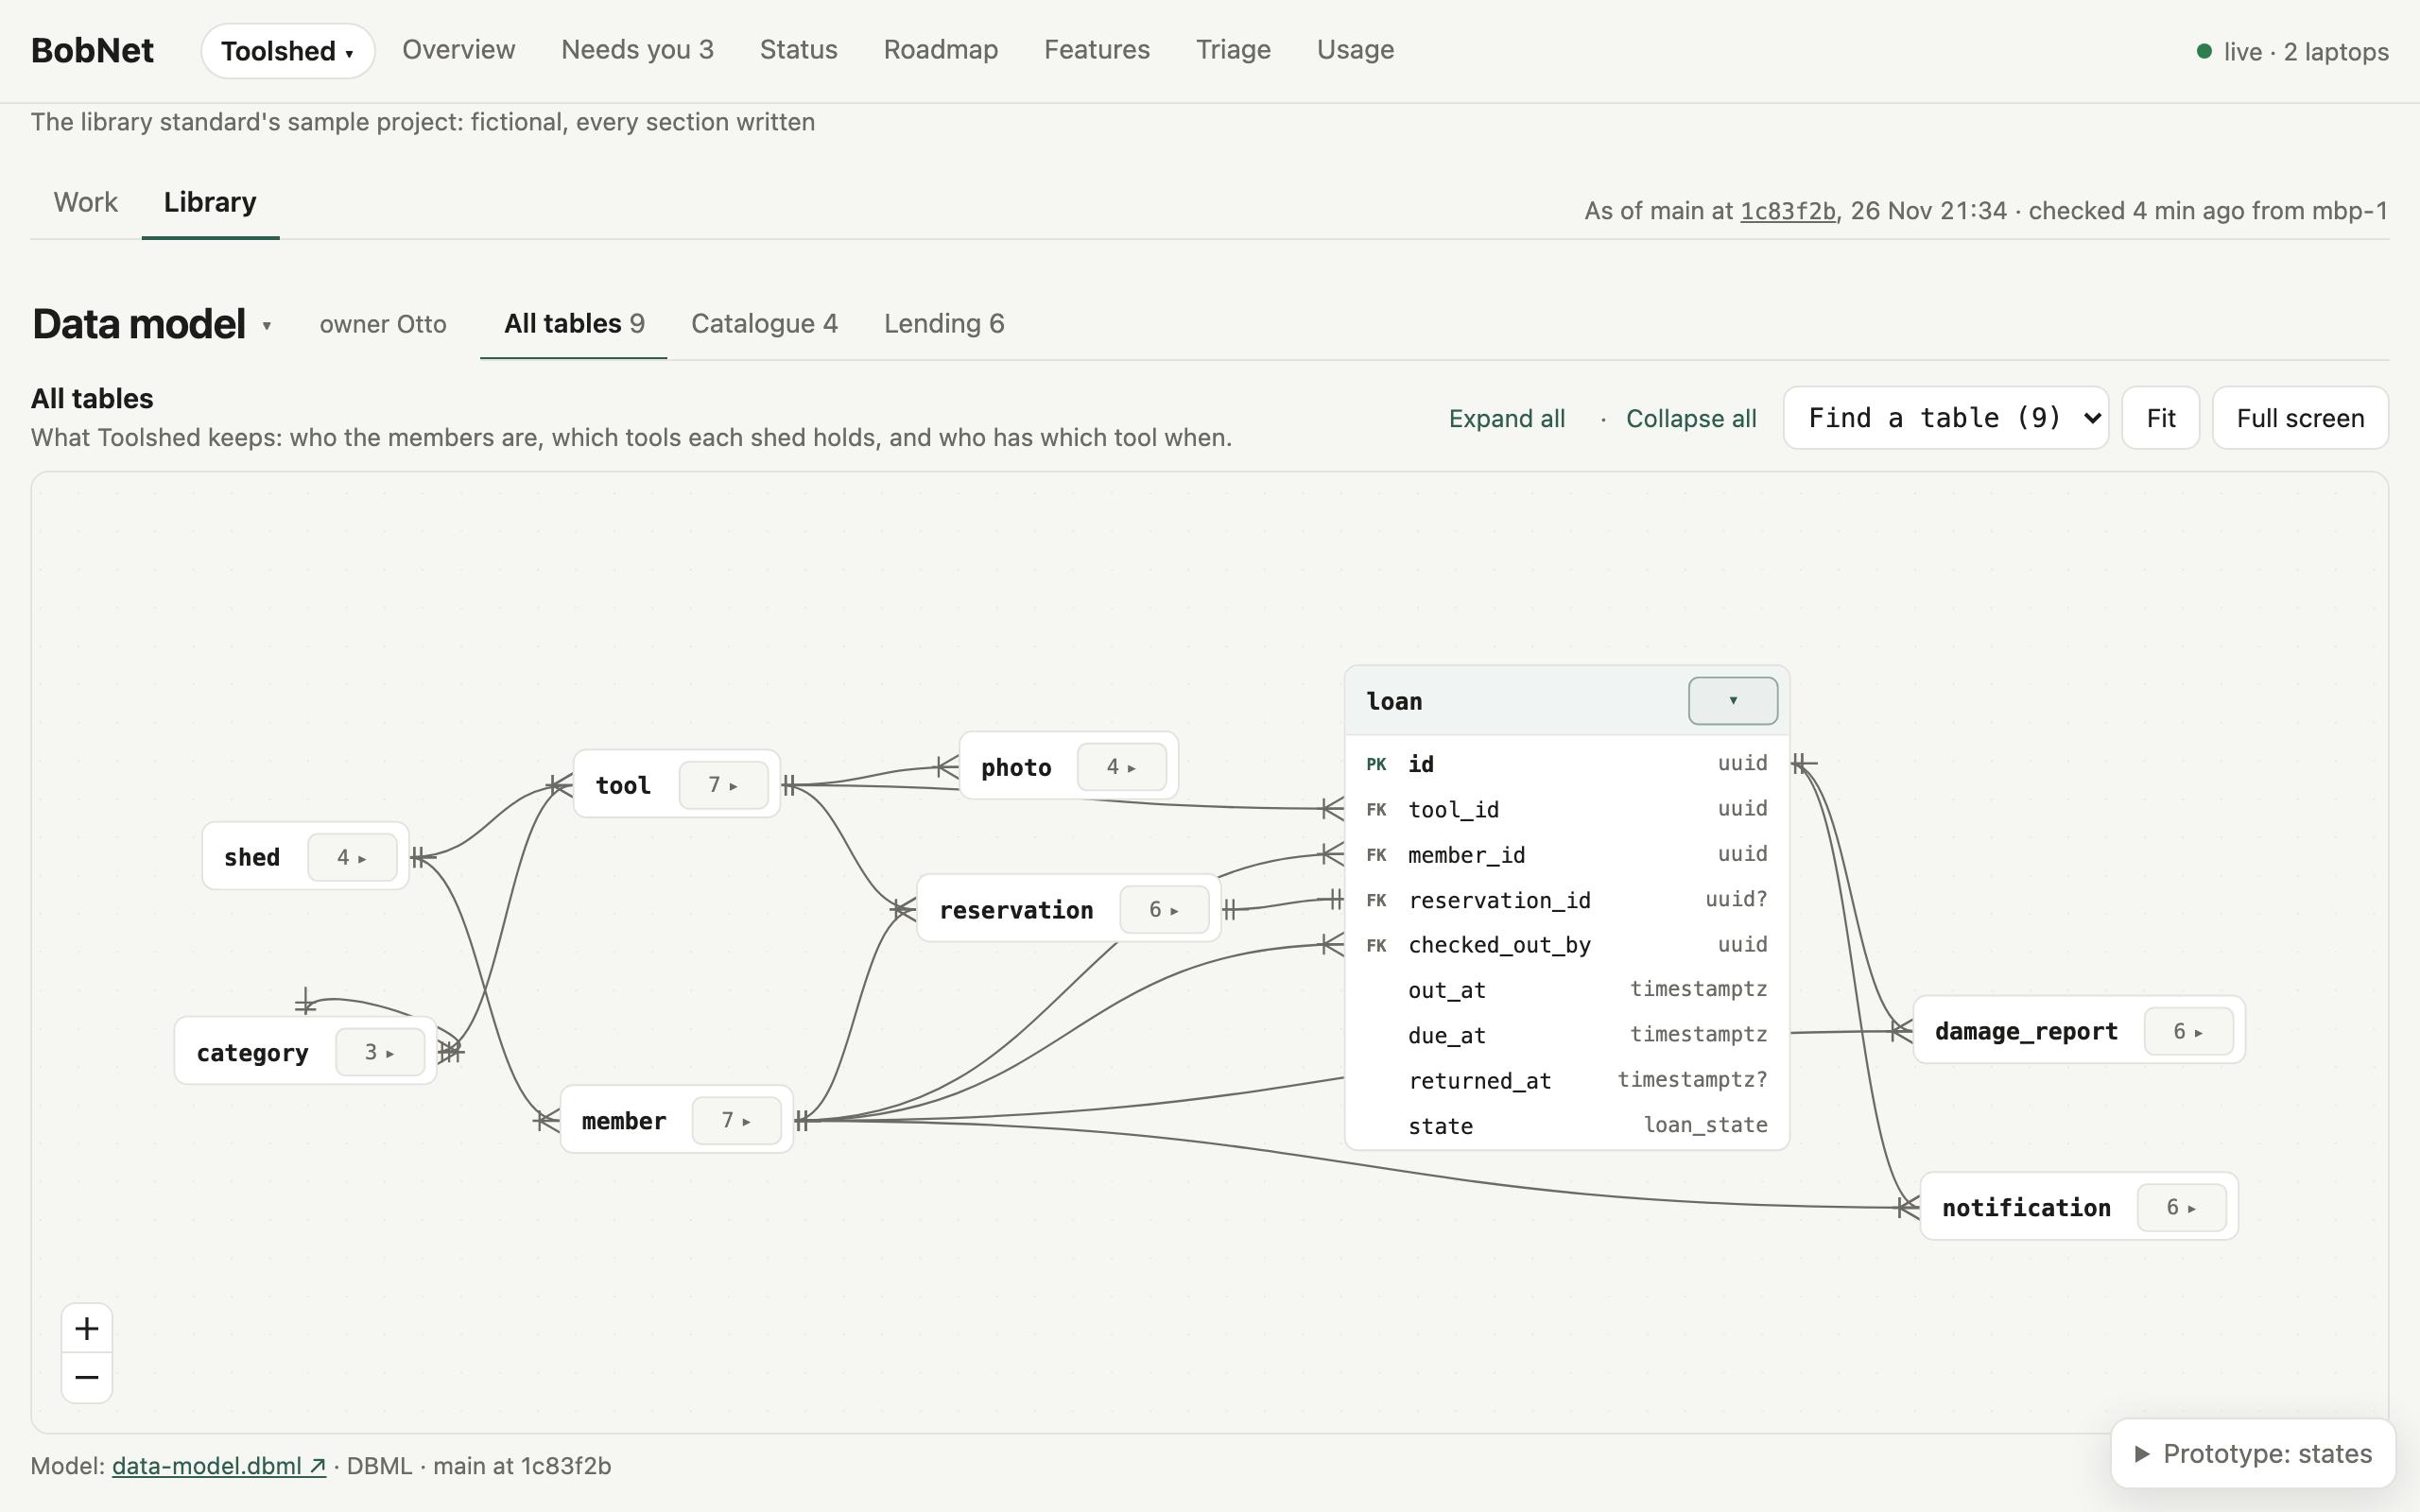 BobNet Toolshed ▾ Overview Needs you 3 Status Roadmap Features Triage Usage live · 2 laptops
The library standard's sample project: fictional, every section written
Work Library As of main at 1c83f2b, 26 Nov 21:34 · checked 4 min ago from mbp-1
Data model ▾ owner Otto All tables 9 Catalogue 4 Lending 6
All tables
What Toolshed keeps: who the members are, which tools each shed holds, and who has which tool when.
Expand all · Collapse all Find a table (9) Fit Full screen
loan ▾
PK id uuid
FK tool_id uuid
FK member_id uuid
FK reservation_id uuid?
FK checked_out_by uuid
out_at timestamptz
due_at timestamptz
returned_at timestamptz?
state loan_state
photo 4 ▸
tool 7 ▸
shed 4 ▸
reservation 6 ▸
category 3 ▸
member 7 ▸
damage_report 6 ▸
notification 6 ▸
+
−
▶ Prototype: states
Model: data-model.dbml ↗ · DBML · main at 1c83f2b